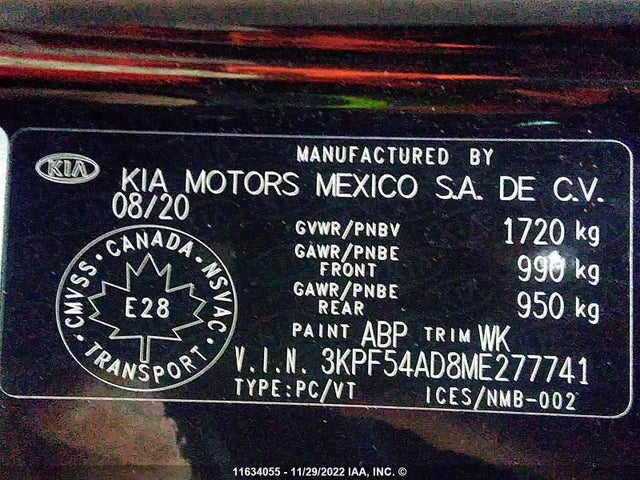 MANUFACTURED BY
KIA
KIA MOTORS MEXICO S.A. DE C.V.
08/20
GVWR/PNBV 1720 kg
GAWR/PNBE FRONT 990 kg
GAWR/PNBE REAR 950 kg
CMVSS • CANADA • NSVAC • TRANSPORT •
E28
PAINT ABP TRIM WK
V.I.N. 3KPF54AD8ME277741
TYPE:PC/VT ICES/NMB-002
11634055 - 11/29/2022 IAA, INC. ©